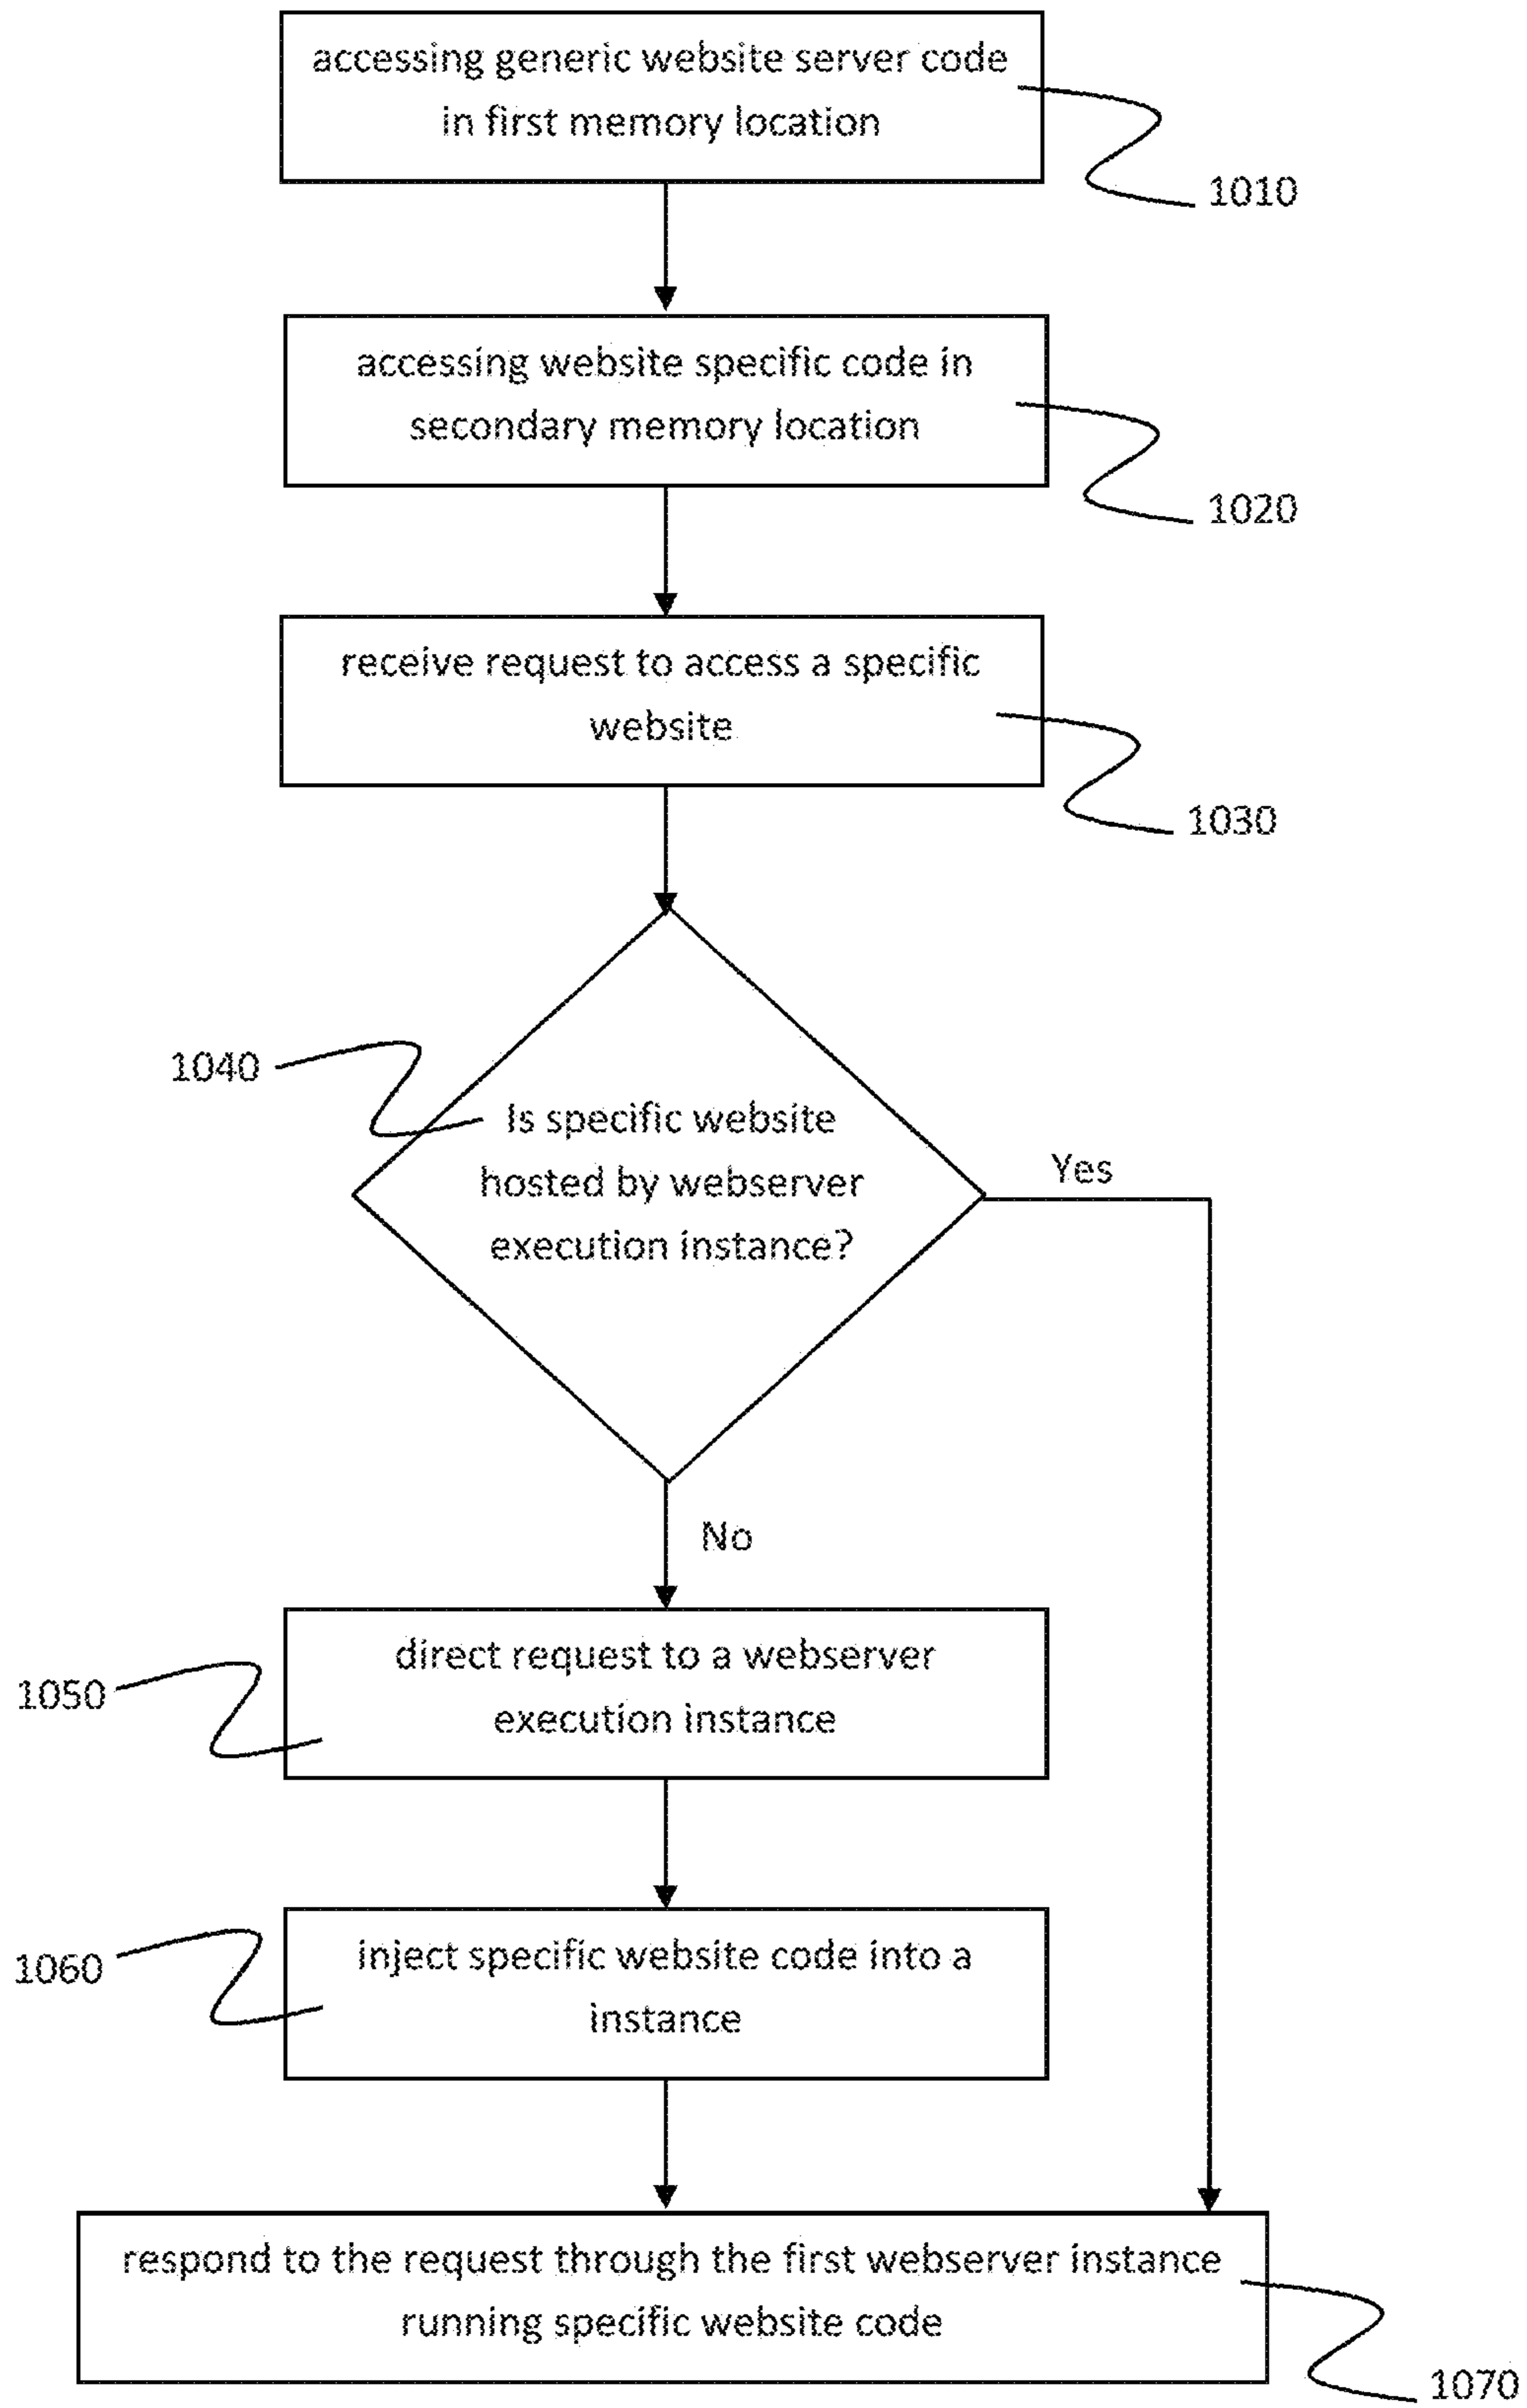 accessing generic website server code
in first memory location
1010
accessing website specific code in
secondary memory location
1020
receive request to access a specific
website
1030
1040
Is specific website
hosted by webserver
execution instance?
Yes
No
direct request to a webserver
execution instance
1050
inject specific website code into a
instance
1060
respond to the request through the first webserver instance
running specific website code
1070